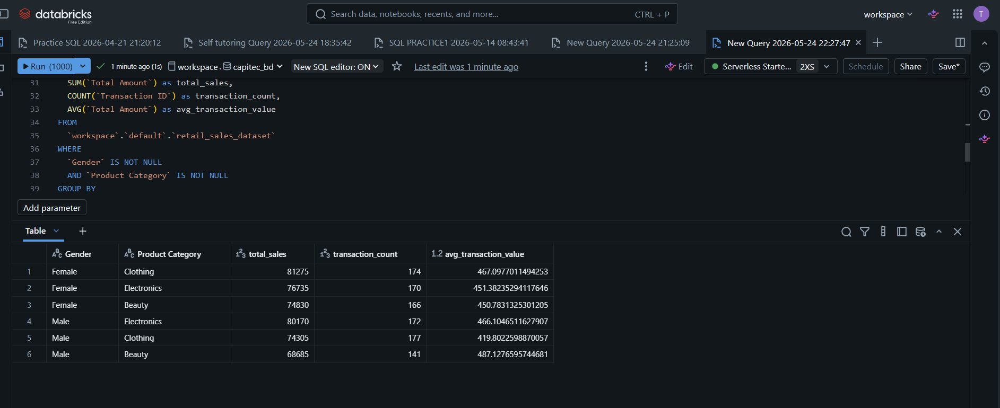 databricks
Free Edition
Search data, notebooks, recents, and more... CTRL + P
workspace
T
Practice SQL 2026-04-21 21:20:12
Self tutoring Query 2026-05-24 18:35:42
SQL PRACTICE1 2026-05-14 08:43:41
New Query 2026-05-24 21:25:09
New Query 2026-05-24 22:27:47
Run (1000) 1 minute ago (1s) workspace . capitec_bd New SQL editor: ON Last edit was 1 minute ago Edit Serverless Starte... 2XS Schedule Share Save*
31 SUM(`Total Amount`) as total_sales,
32 COUNT(`Transaction ID`) as transaction_count,
33 AVG(`Total Amount`) as avg_transaction_value
34 FROM
35 `workspace`.`default`.`retail_sales_dataset`
36 WHERE
37 `Gender` IS NOT NULL
38 AND `Product Category` IS NOT NULL
39 GROUP BY
Add parameter
Table
Gender Product Category total_sales transaction_count 1.2 avg_transaction_value
1 Female Clothing 81275 174 467.0977011494253
2 Female Electronics 76735 170 451.38235294117646
3 Female Beauty 74830 166 450.7831325301205
4 Male Electronics 80170 172 466.1046511627907
5 Male Clothing 74305 177 419.8022598870057
6 Male Beauty 68685 141 487.1276595744681